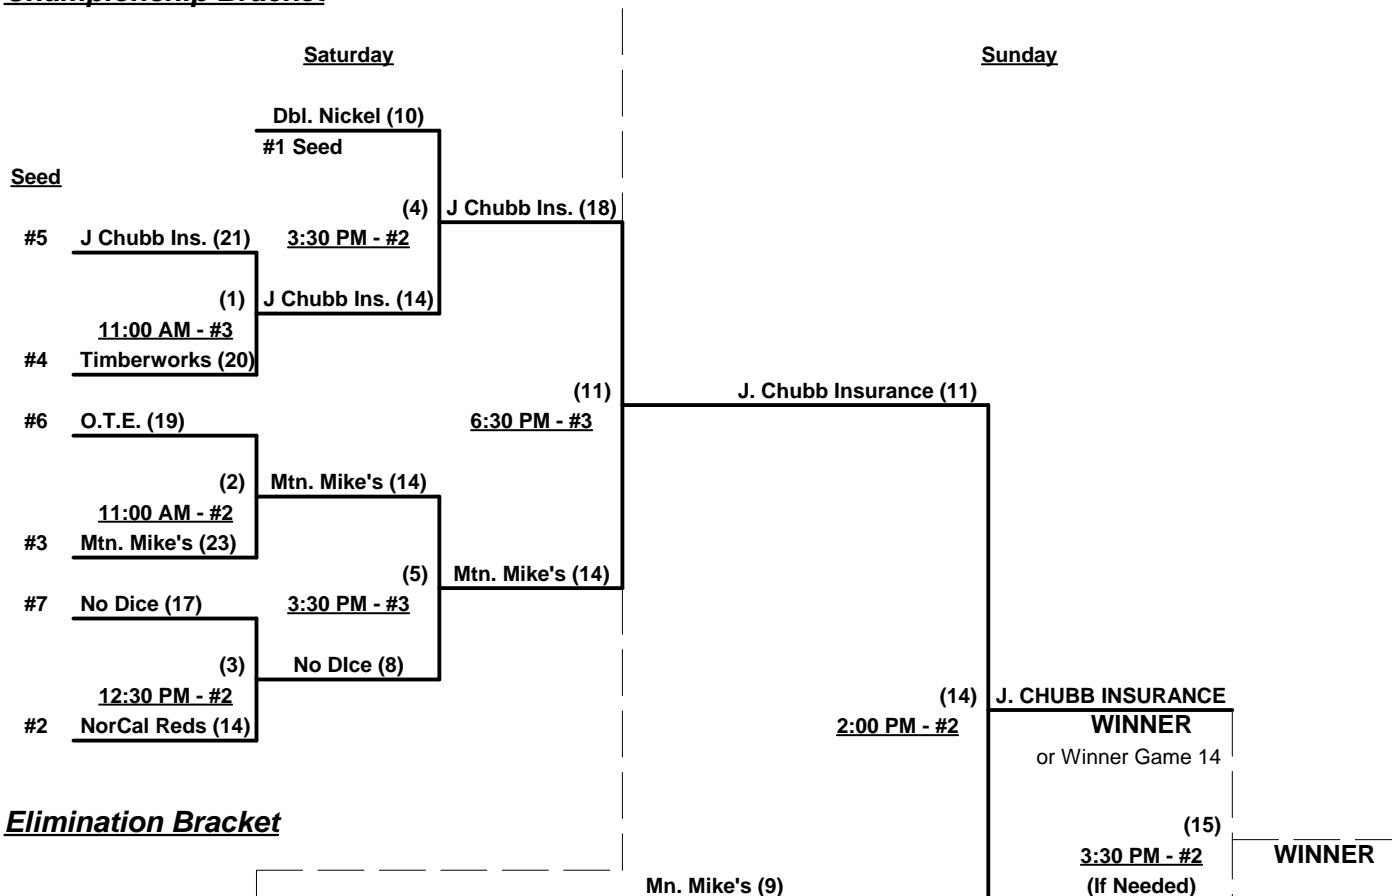 Championship Bracket
Saturday
Sunday
Dbl. Nickel (10)
#1 Seed
Seed
(4) J Chubb Ins. (18)
#5 J Chubb Ins. (21) 3:30 PM - #2
(1) J Chubb Ins. (14)
11:00 AM - #3
#4 Timberworks (20)
(11) J. Chubb Insurance (11)
#6 O.T.E. (19) 6:30 PM - #3
(2) Mtn. Mike's (14)
11:00 AM - #2
#3 Mtn. Mike's (23)
(5) Mtn. Mike's (14)
#7 No Dice (17) 3:30 PM - #3
(3) No DIce (8)
12:30 PM - #2
(14) J. CHUBB INSURANCE
#2 NorCal Reds (14) 2:00 PM - #2 WINNER
or Winner Game 14
Elimination Bracket
(15)
3:30 PM - #2 WINNER
Mn. Mike's (9) (If Needed)